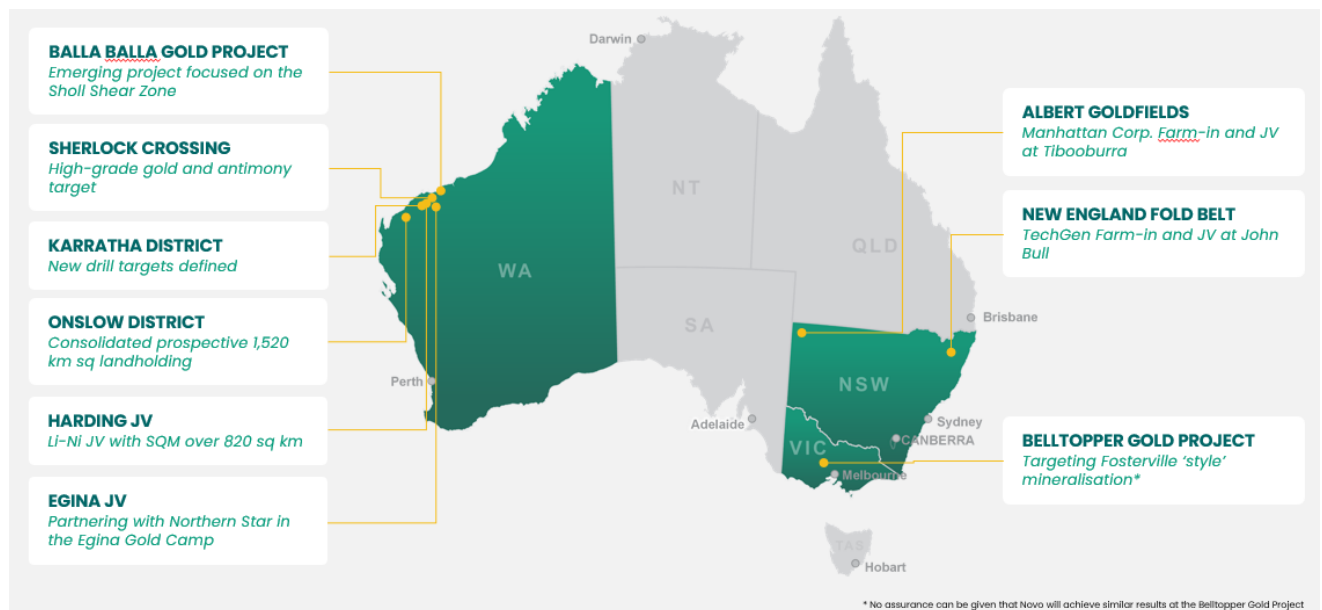 BALLA BALLA GOLD PROJECT
Emerging project focused on the
Sholl Shear Zone
SHERLOCK CROSSING
High-grade gold and antimony
target
KARRATHA DISTRICT
New drill targets defined
ONSLOW DISTRICT
Consolidated prospective 1,520
km sq landholding
HARDING JV
Li-Ni JV with SQM over 820 sq km
EGINA JV
Partnering with Northern Star in
the Egina Gold Camp
Darwin
NT
QLD
WA
SA
Brisbane
Perth
NSW
Adelaide
Sydney
CANBERRA
VIC
Melbourne
TAS
Hobart
ALBERT GOLDFIELDS
Manhattan Corp. Farm-in and JV
at Tibooburra
NEW ENGLAND FOLD BELT
TechGen Farm-in and JV at John
Bull
BELLTOPPER GOLD PROJECT
Targeting Fosterville ‘style’
mineralisation*
* No assurance can be given that Novo will achieve similar results at the Belltopper Gold Project